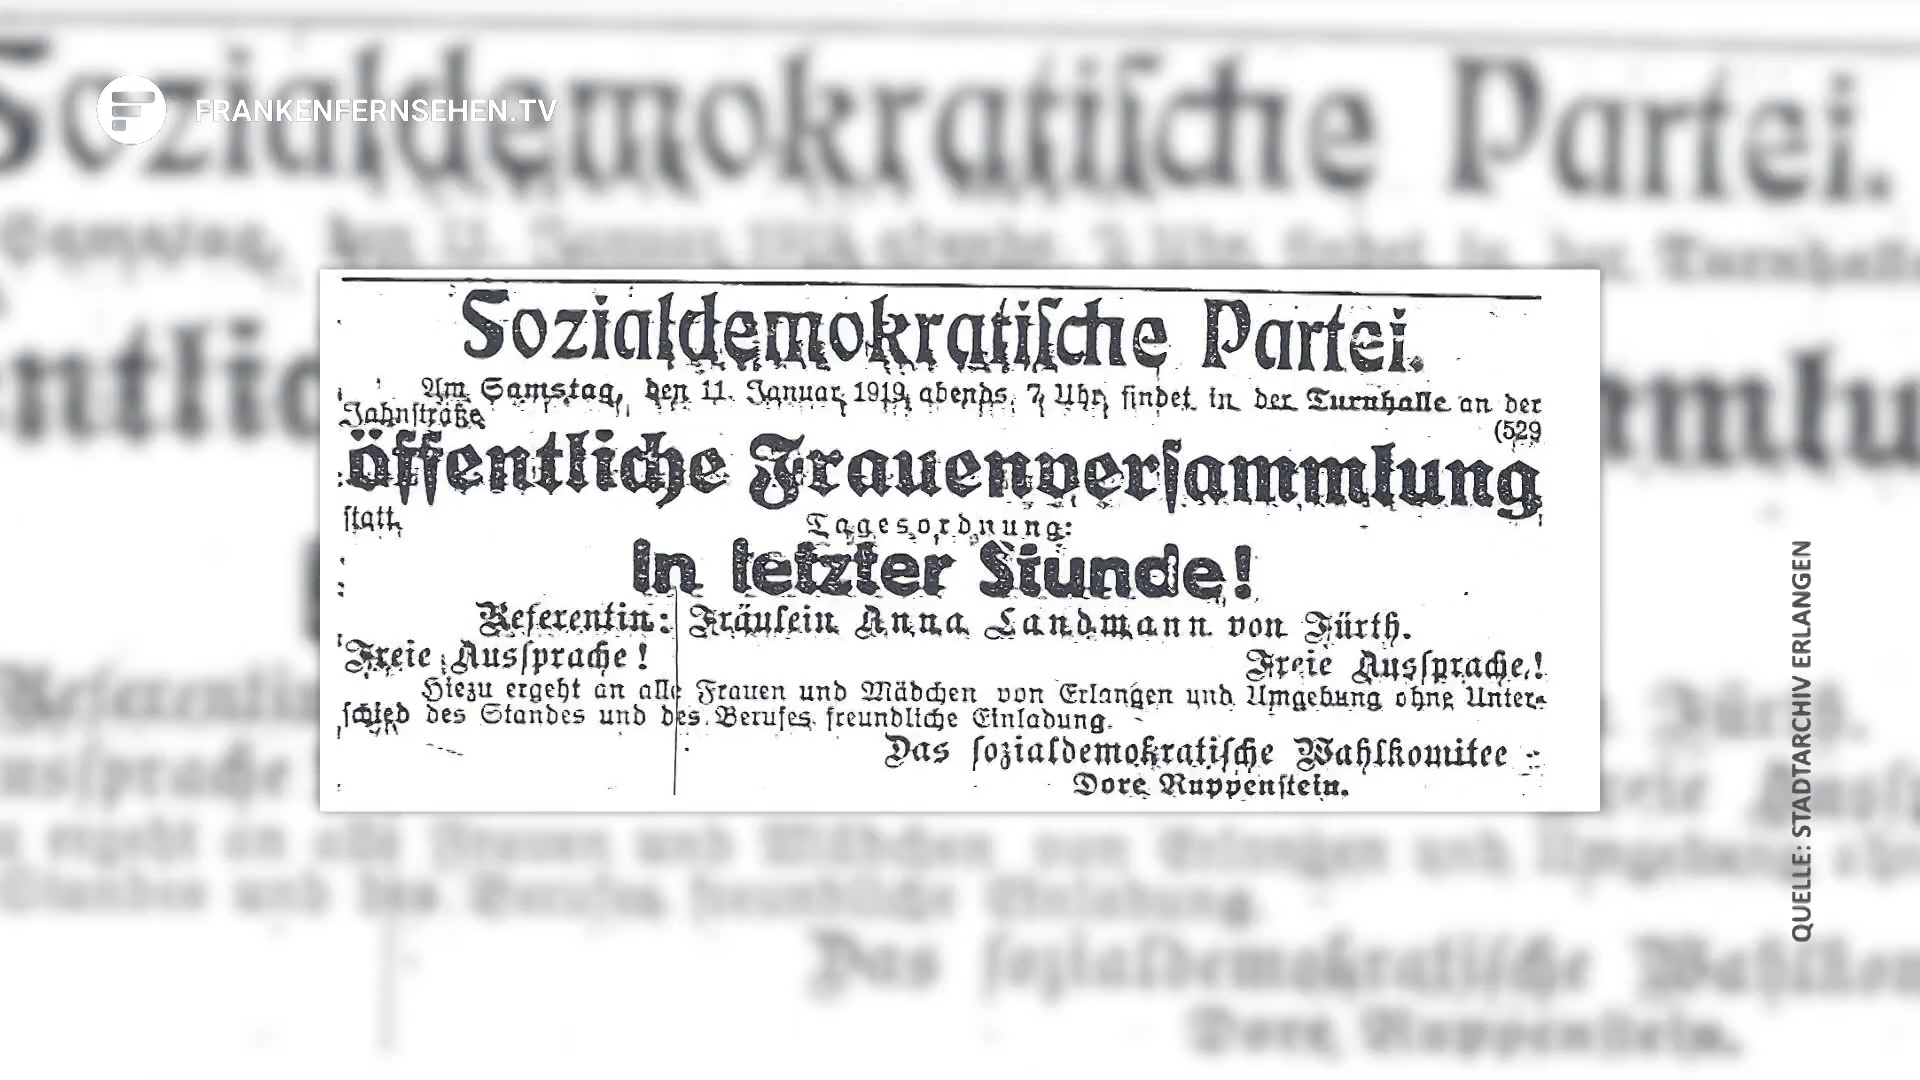 FRANKENFERNSEHEN.TV
Sozialdemokratische Partei.
Am Samstag, den 11. Januar 1919, abends 7 Uhr, findet in der Turnhalle an der
Jahnstraße
(529
öffentliche Frauenversammlung
statt.
Tagesordnung:
In letzter Stunde!
Referentin: Fräulein Anna Landmann von Fürth.
Freie Aussprache! Freie Aussprache!
Hiezu ergeht an alle Frauen und Mädchen von Erlangen und Umgebung ohne Unter-
schied des Standes und des Berufes freundliche Einladung.
Das sozialdemokratische Wahlkomitee
Dore Ruppenstein.
QUELLE: STADTARCHIV ERLANGEN